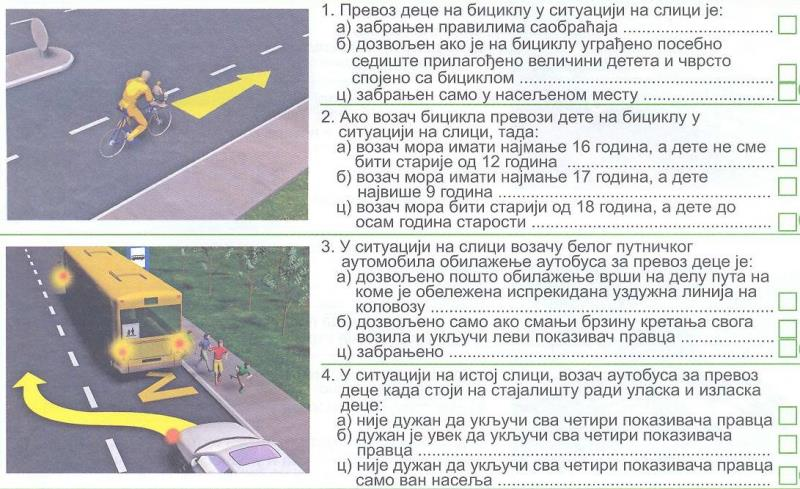 1. Превоз деце на бициклу у ситуацији на слици је:
а) забрањен правилима саобраћаја
б) дозвољен ако је на бициклу уграђено посебно
седиште прилагођено величини детета и чврсто
спојено са бициклом
ц) забрањен само у насељеном месту
2. Ако возач бицикла превози дете на бициклу у
ситуацији на слици, тада:
а) возач мора имати најмање 16 година, а дете не сме
бити старије од 12 година
б) возач мора имати најмање 17 година, а дете
највише 9 година
ц) возач мора бити старији од 18 година, а дете до
осам година старости
3. У ситуацији на слици возачу белог путничког
аутомобила обилажење аутобуса за превоз деце је:
а) дозвољено пошто обилажење врши на делу пута на
коме је обележена испрекидана уздужна линија на
коловозу
б) дозвољено само ако смањи брзину кретања свога
возила и укључи леви показивач правца
ц) забрањено
4. У ситуацији на истој слици, возач аутобуса за превоз
деце када стоји на стајалишту ради уласка и изласка
деце:
а) није дужан да укључи сва четири показивача правца
б) дужан је увек да укључи сва четири показивача
правца
ц) није дужан да укључи сва четири показивача правца
само ван насеља